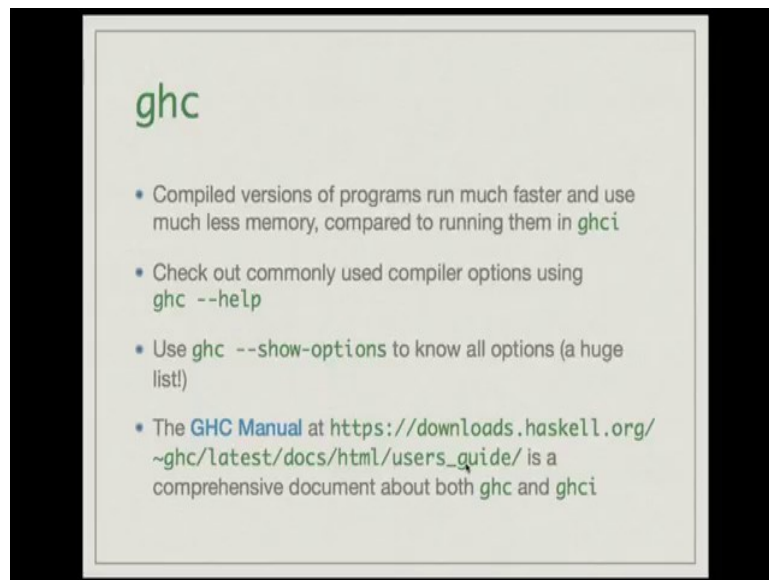 ghc
• Compiled versions of programs run much faster and use
much less memory, compared to running them in ghci
• Check out commonly used compiler options using
ghc --help
• Use ghc --show-options to know all options (a huge
list!)
• The GHC Manual at https://downloads.haskell.org/
~ghc/latest/docs/html/users_guide/ is a
comprehensive document about both ghc and ghci